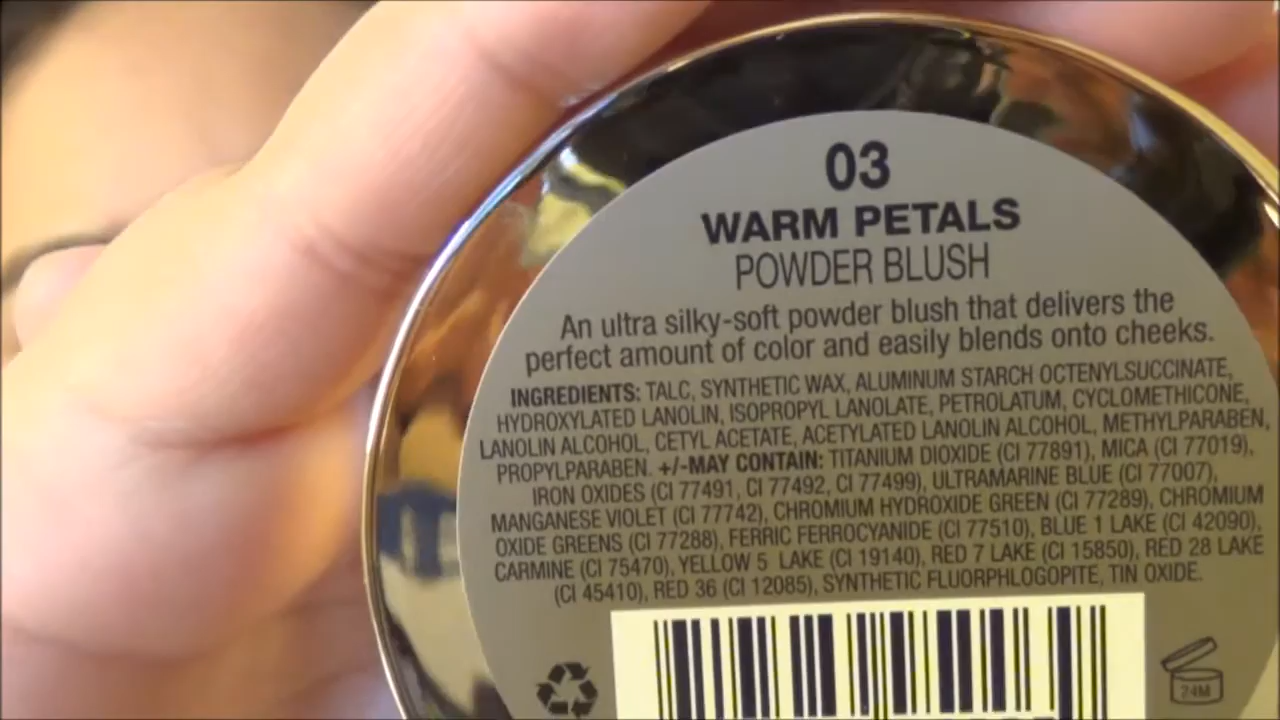 03
WARM PETALS
POWDER BLUSH
An ultra silky-soft powder blush that delivers the
perfect amount of color and easily blends onto cheeks.
INGREDIENTS: TALC, SYNTHETIC WAX, ALUMINUM STARCH OCTENYLSUCCINATE,
HYDROXYLATED LANOLIN, ISOPROPYL LANOLATE, PETROLATUM, CYCLOMETHICONE,
LANOLIN ALCOHOL, CETYL ACETATE, ACETYLATED LANOLIN ALCOHOL, METHYLPARABEN,
PROPYLPARABEN. +/-MAY CONTAIN: TITANIUM DIOXIDE (CI 77891), MICA (CI 77019),
IRON OXIDES (CI 77491, CI 77492, CI 77499), ULTRAMARINE BLUE (CI 77007),
MANGANESE VIOLET (CI 77742), CHROMIUM HYDROXIDE GREEN (CI 77289), CHROMIUM
OXIDE GREENS (CI 77288), FERRIC FERROCYANIDE (CI 77510), BLUE 1 LAKE (CI 42090),
CARMINE (CI 75470), YELLOW 5 LAKE (CI 19140), RED 7 LAKE (CI 15850), RED 28 LAKE
(CI 45410), RED 36 (CI 12085), SYNTHETIC FLUORPHLOGOPITE, TIN OXIDE.
24M